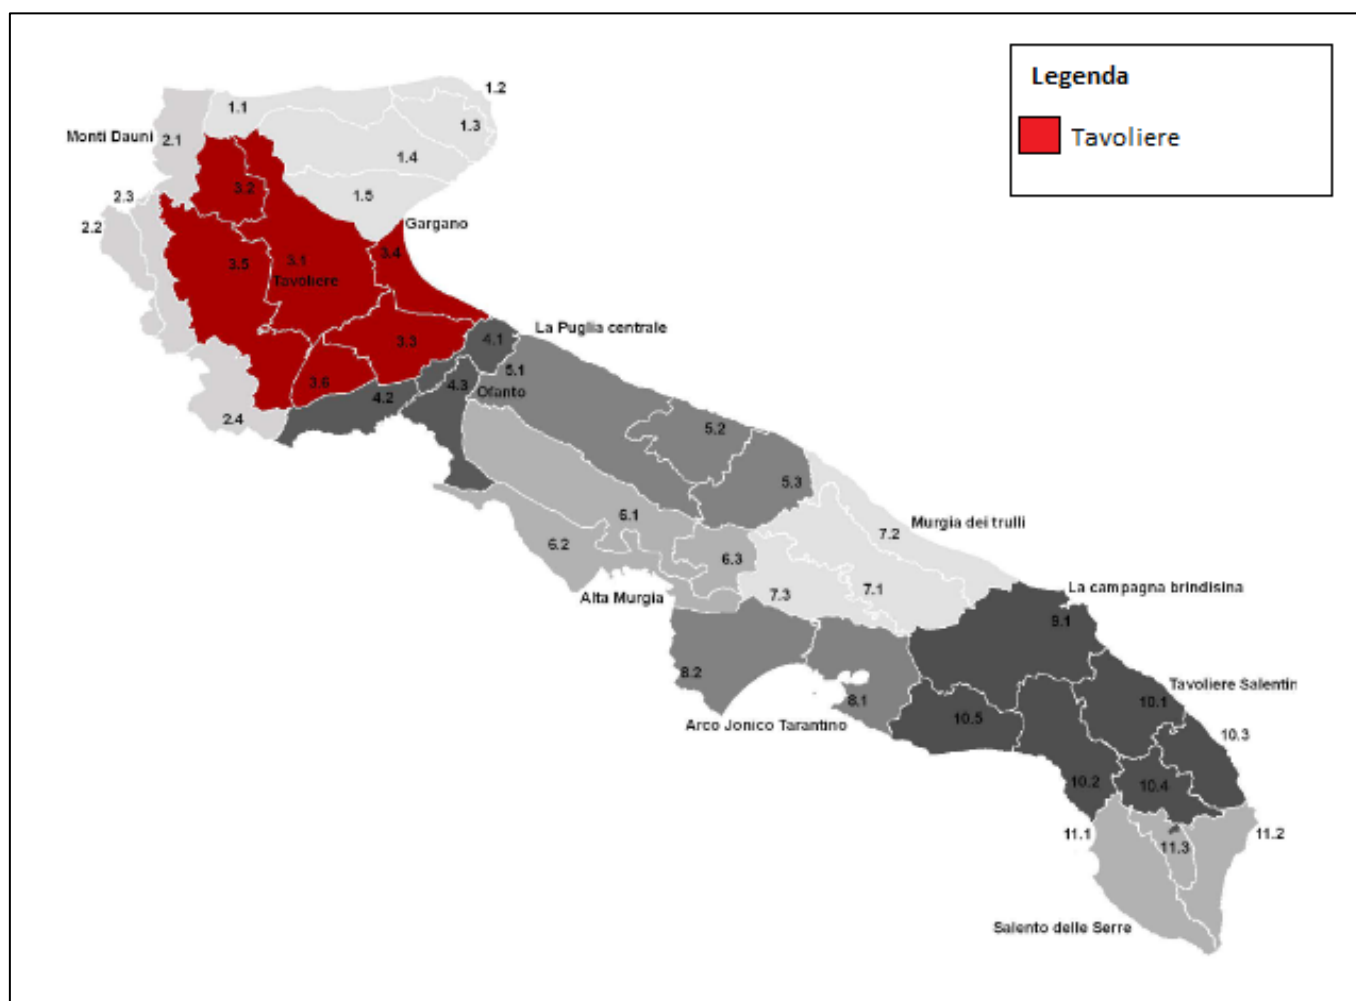 Legenda
Tavoliere
1.2
1.1
1.3
Monti Dauni
2.1
1.4
3.2
1.5
2.3
2.2
Gargano
3.4
3.5
3.1
Tavoliere
La Puglia centrale
3.3
4.1
5.1
3.6
4.2
4.3
Ofanto
2.4
5.2
5.3
6.1
Murgia dei trulli
7.2
6.2
6.3
7.1
7.3
Alta Murgia
La campagna brindisina
9.1
8.2
Tavoliere Salentin
8.1
10.1
Arco Jonico Tarantino
10.5
10.3
10.2
10.4
11.1
11.3
11.2
Salento delle Serre